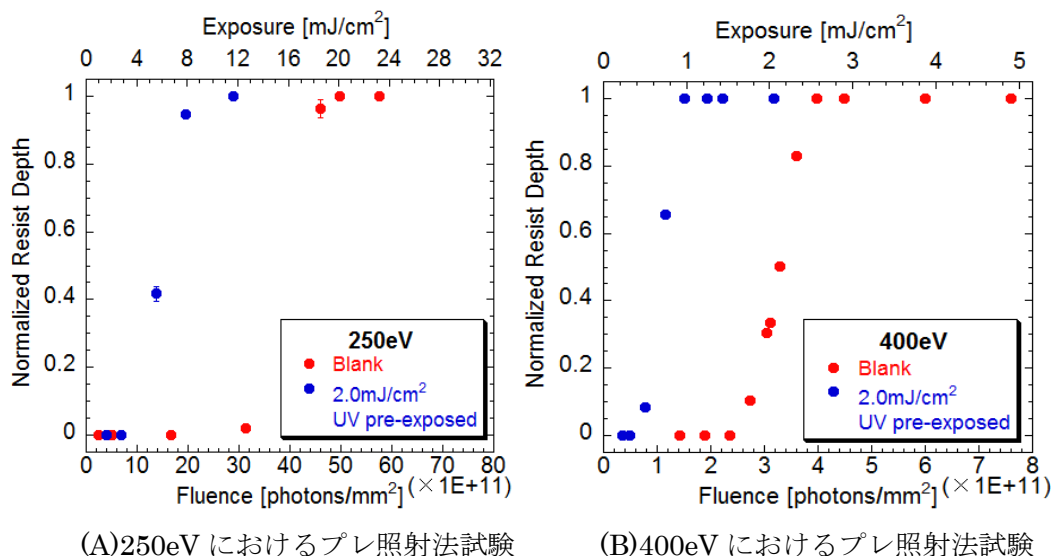 Exposure [mJ/cm²]
0 4 8 12 16 20 24 28 32
Normalized Resist Depth
1
0.8
0.6
0.4
0.2
0
250eV
Blank
2.0mJ/cm²
UV pre-exposed
0 10 20 30 40 50 60 70 80
Fluence [photons/mm²] (×1E+11)
(A)250eV におけるプレ照射法試験
Exposure [mJ/cm²]
0 1 2 3 4 5
Normalized Resist Depth
1
0.8
0.6
0.4
0.2
0
400eV
Blank
2.0mJ/cm²
UV pre-exposed
0 1 2 3 4 5 6 7 8
Fluence [photons/mm²] (×1E+11)
(B)400eV におけるプレ照射法試験